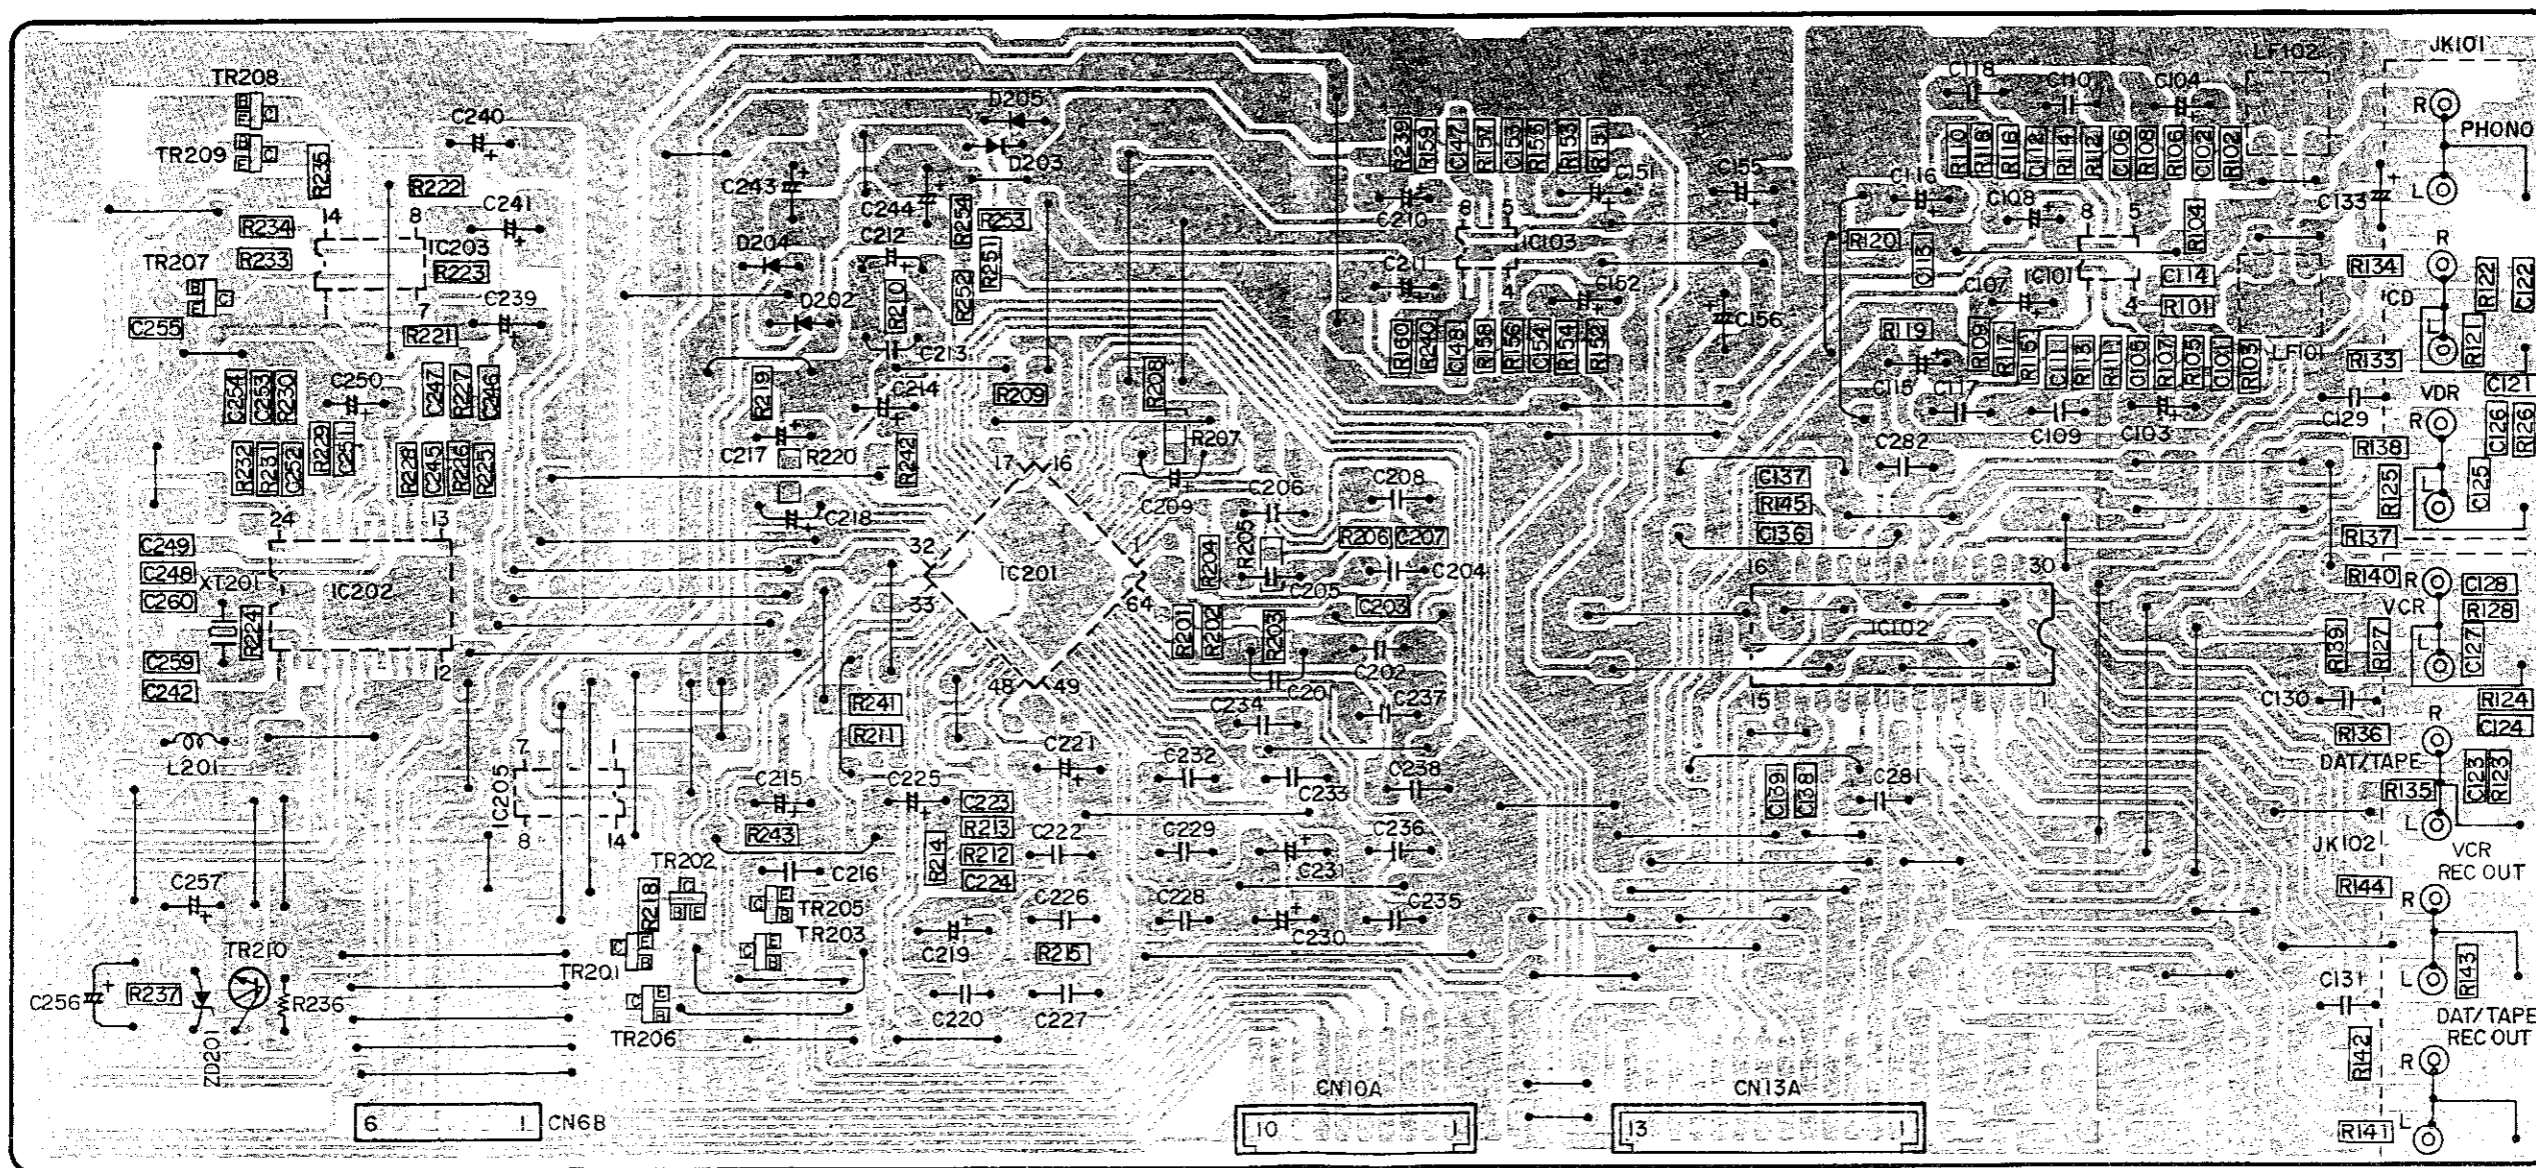 TR208
B
E
C
TR209
B
E
C
R235
C240
R222
C241
14
8
R234
R233
IC203
R223
TR207
B
E
C
C255
7
R221
C239
C254
C253
R230
C250
C247
R227
C246
R232
R231
C252
R229
C251
R228
C245
R226
R225
24
13
C249
C248
XT201
C260
R224
C259
C242
IC202
12
L201
7
1
IC205
8
14
C257
TR210
C256
R237
ZD201
R236
6
1
CN6B
D205
D203
C243
C244
R254
R253
D204
C212
R251
R252
D202
R210
C213
R219
C214
R209
R208
C217
R220
R242
R207
C218
C209
17
16
32
1
IC201
33
64
48
49
C206
C208
R204
R205
R206
C207
C205
C204
C203
R201
R202
R203
C202
C201
C234
C237
R241
R211
C221
C232
C233
C238
C215
C225
C223
R213
R212
C224
R214
R243
C216
C222
C229
C231
C236
C226
C228
C230
C235
TR202
C
B
E
R218
TR205
C
E
B
TR203
C
E
B
TR201
C
E
B
TR206
C
E
B
C219
R215
C220
C227
CN10A
10
1
R239
R159
C147
R157
C153
R155
R153
R151
C210
C151
8
5
IC103
C211
4
C152
R160
R240
C148
R158
R156
C154
R154
R152
C155
C156
C118
C110
C104
R110
R118
R116
C112
R114
R112
C106
R108
R106
C102
R102
C116
C108
8
5
R104
R120
C113
IC101
C114
C107
4
R101
R119
R109
R117
R115
C111
R113
R111
C105
R107
R105
C101
R103
C115
C117
C109
C103
C282
C137
R145
C136
16
30
IC102
15
1
C139
C138
C281
CN13A
13
1
LF102
LF101
C133
JK101
R
PHONO
L
R134
R
CD
R122
C122
L
R121
R133
C121
VDR
C129
R
C126
R126
R138
R125
L
C125
R137
R140
R
C128
VCR
R128
R139
R127
L
C127
C130
R124
R
C124
R136
DAT/TAPE
C123
R123
R135
L
JK102
VCR
REC OUT
R144
R
R143
L
C131
DAT/TAPE
REC OUT
R142
R
R141
L